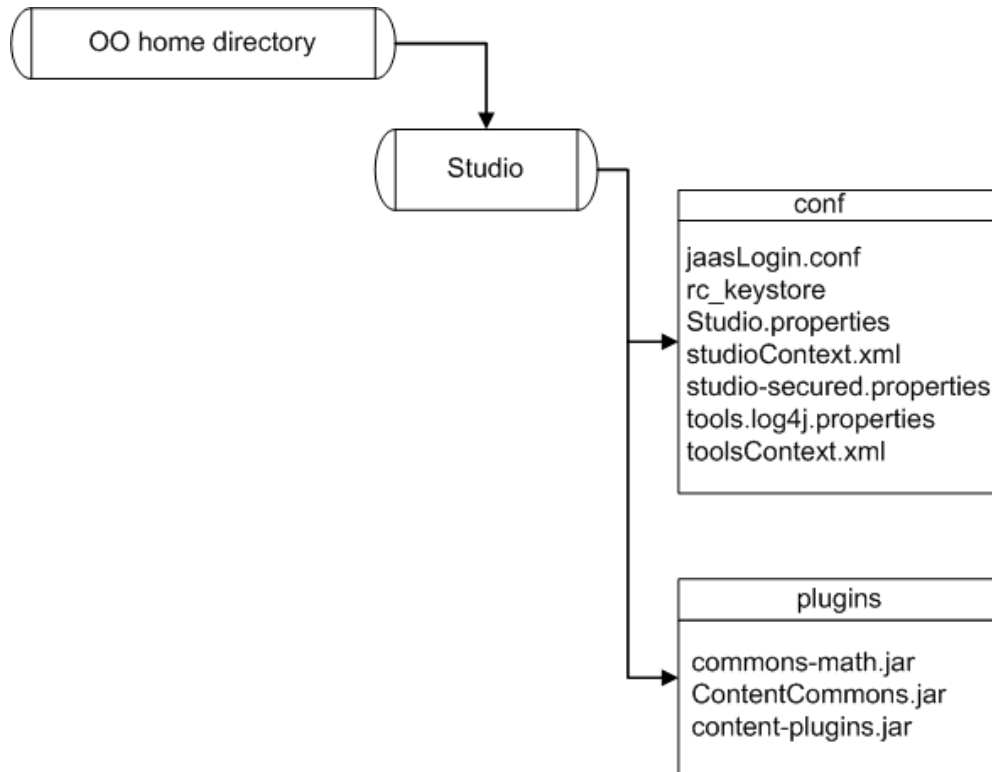 OO home directory
Studio
conf
jaasLogin.conf
rc_keystore
Studio.properties
studioContext.xml
studio-secured.properties
tools.log4j.properties
toolsContext.xml
plugins
commons-math.jar
ContentCommons.jar
content-plugins.jar